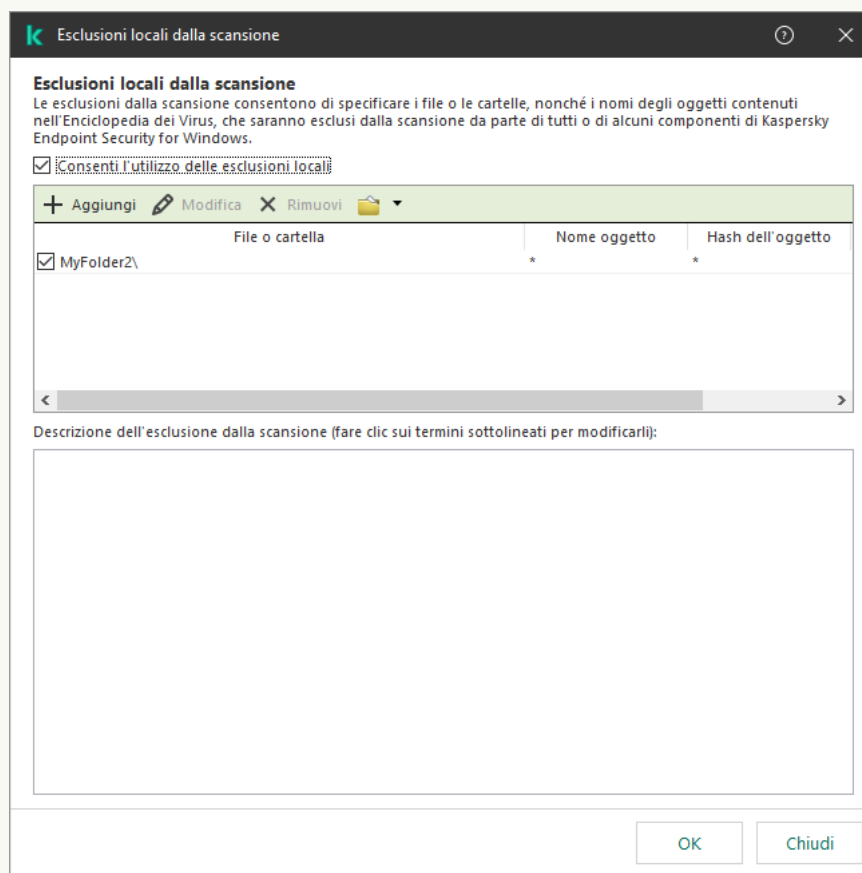 Esclusioni locali dalla scansione
Esclusioni locali dalla scansione
Le esclusioni dalla scansione consentono di specificare i file o le cartelle, nonché i nomi degli oggetti contenuti
nell'Enciclopedia dei Virus, che saranno esclusi dalla scansione da parte di tutti o di alcuni componenti di Kaspersky
Endpoint Security for Windows.
Consenti l'utilizzo delle esclusioni locali
Aggiungi Modifica Rimuovi
File o cartella Nome oggetto Hash dell'oggetto
MyFolder2\ * *
Descrizione dell'esclusione dalla scansione (fare clic sui termini sottolineati per modificarli):
OK Chiudi